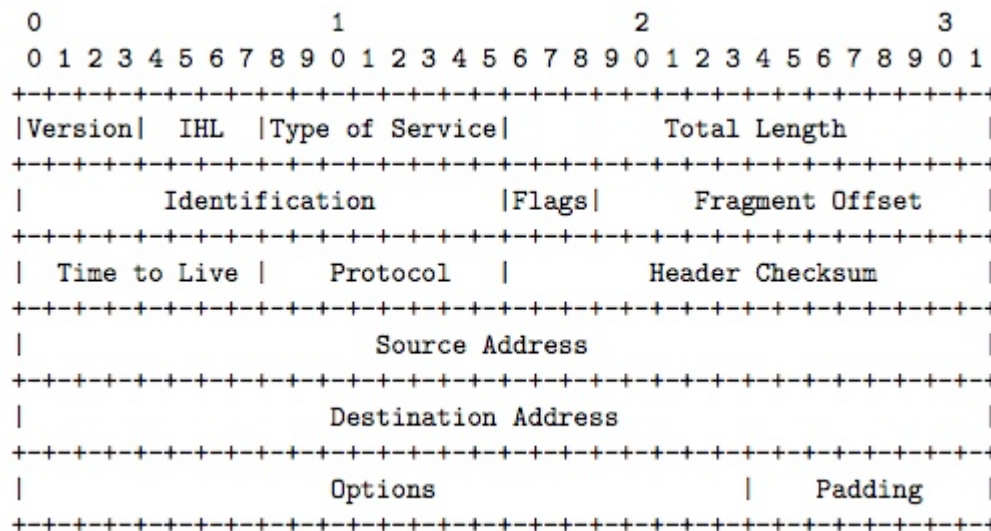 0                   1                   2                   3
0 1 2 3 4 5 6 7 8 9 0 1 2 3 4 5 6 7 8 9 0 1 2 3 4 5 6 7 8 9 0 1
+-+-+-+-+-+-+-+-+-+-+-+-+-+-+-+-+-+-+-+-+-+-+-+-+-+-+-+-+-+-+-+-+
|Version|  IHL  |Type of Service|          Total Length         |
+-+-+-+-+-+-+-+-+-+-+-+-+-+-+-+-+-+-+-+-+-+-+-+-+-+-+-+-+-+-+-+-+
|         Identification        |Flags|      Fragment Offset    |
+-+-+-+-+-+-+-+-+-+-+-+-+-+-+-+-+-+-+-+-+-+-+-+-+-+-+-+-+-+-+-+-+
|  Time to Live |    Protocol   |         Header Checksum       |
+-+-+-+-+-+-+-+-+-+-+-+-+-+-+-+-+-+-+-+-+-+-+-+-+-+-+-+-+-+-+-+-+
|                       Source Address                          |
+-+-+-+-+-+-+-+-+-+-+-+-+-+-+-+-+-+-+-+-+-+-+-+-+-+-+-+-+-+-+-+-+
|                    Destination Address                        |
+-+-+-+-+-+-+-+-+-+-+-+-+-+-+-+-+-+-+-+-+-+-+-+-+-+-+-+-+-+-+-+-+
|                    Options                    |    Padding    |
+-+-+-+-+-+-+-+-+-+-+-+-+-+-+-+-+-+-+-+-+-+-+-+-+-+-+-+-+-+-+-+-+